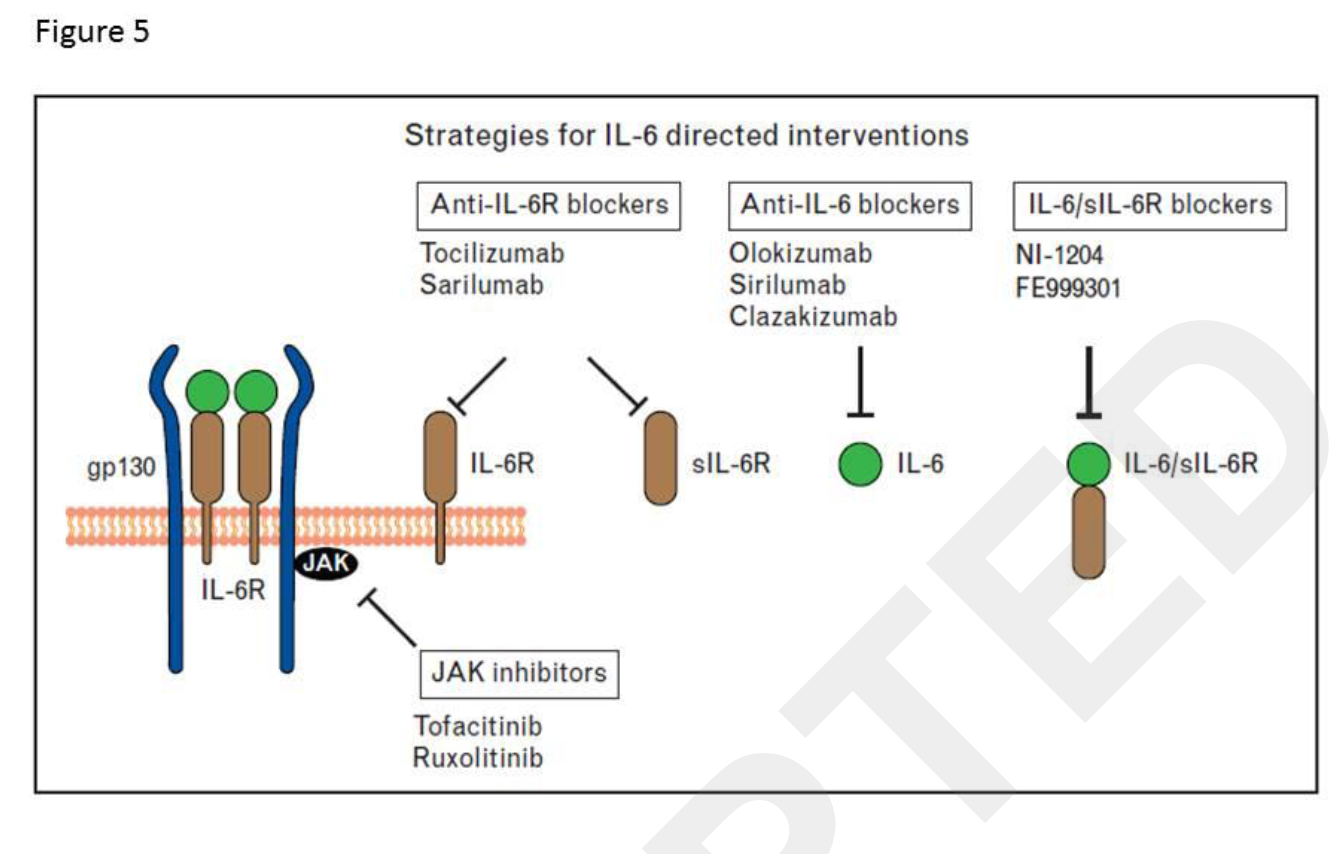 Figure 5
Strategies for IL-6 directed interventions
Anti-IL-6R blockers
Tocilizumab
Sarilumab
Anti-IL-6 blockers
Olokizumab
Sirilumab
Clazakizumab
IL-6/sIL-6R blockers
NI-1204
FE999301
gp130
IL-6R
sIL-6R
IL-6
IL-6/sIL-6R
JAK
IL-6R
JAK inhibitors
Tofacitinib
Ruxolitinib
PTED